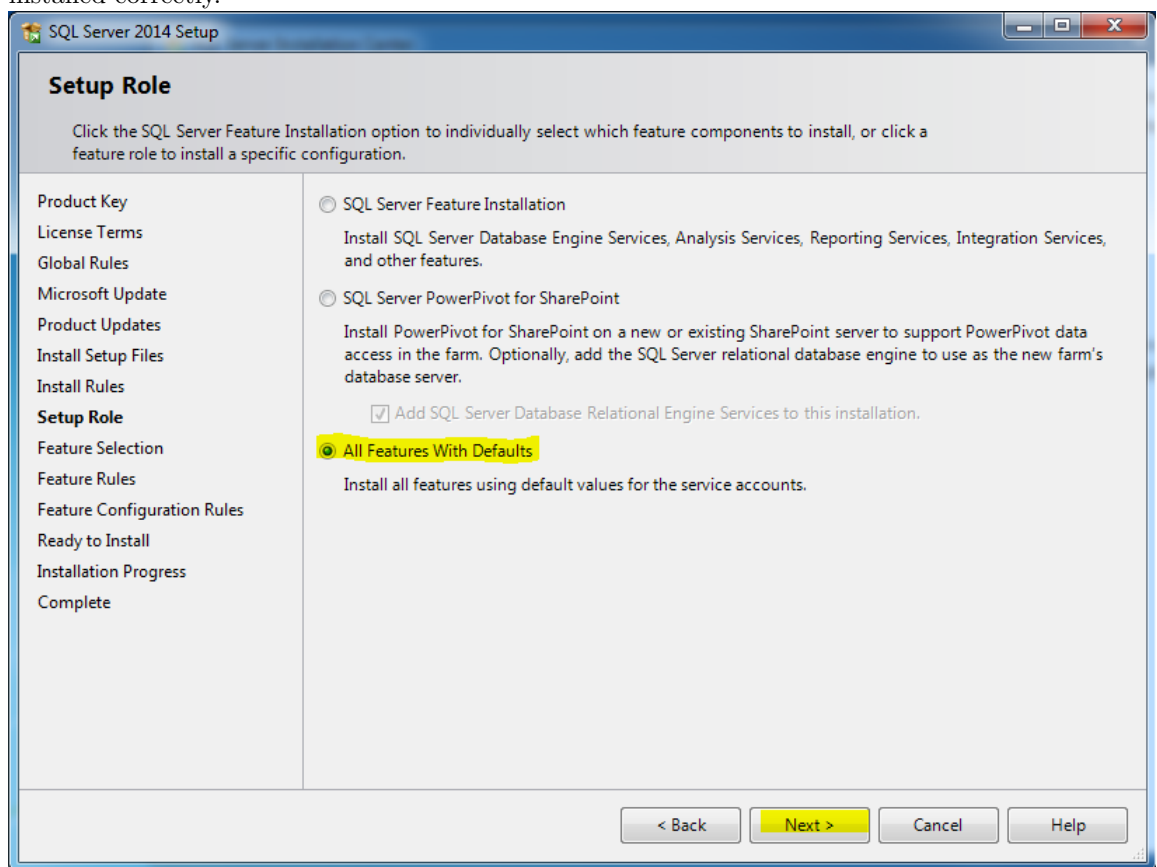 installed correctly.
SQL Server 2014 Setup
Setup Role
Click the SQL Server Feature Installation option to individually select which feature components to install, or click a
feature role to install a specific configuration.
Product Key
License Terms
Global Rules
Microsoft Update
Product Updates
Install Setup Files
Install Rules
Setup Role
Feature Selection
Feature Rules
Feature Configuration Rules
Ready to Install
Installation Progress
Complete
SQL Server Feature Installation
Install SQL Server Database Engine Services, Analysis Services, Reporting Services, Integration Services,
and other features.
SQL Server PowerPivot for SharePoint
Install PowerPivot for SharePoint on a new or existing SharePoint server to support PowerPivot data
access in the farm. Optionally, add the SQL Server relational database engine to use as the new farm's
database server.
Add SQL Server Database Relational Engine Services to this installation.
All Features With Defaults
Install all features using default values for the service accounts.
< Back
Next >
Cancel
Help